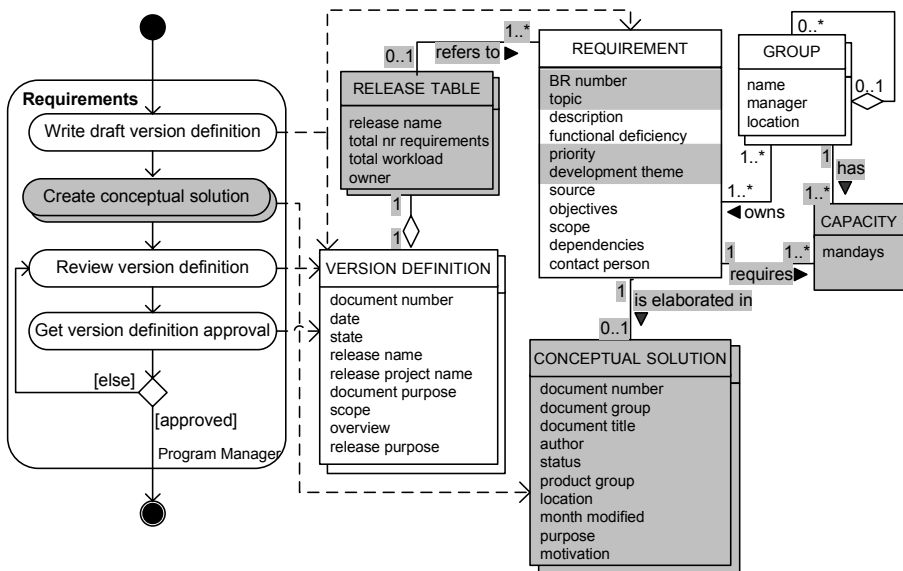 Requirements
Write draft version definition
Create conceptual solution
Review version definition
Get version definition approval
[else]
[approved]
Program Manager
1..*
refers to ▶
0..1
RELEASE TABLE
release name
total nr requirements
total workload
owner
1
1
VERSION DEFINITION
document number
date
state
release name
release project name
document purpose
scope
overview
release purpose
REQUIREMENT
BR number
topic
description
functional deficiency
priority
development theme
source
objectives
scope
dependencies
contact person
0..*
GROUP
0..1
name
manager
location
1..*
1..*
◀ owns
1
has
▼
1..*
CAPACITY
mandays
1
1..*
requires ▶
1
is elaborated in
▼
0..1
CONCEPTUAL SOLUTION
document number
document group
document title
author
status
product group
location
month modified
purpose
motivation